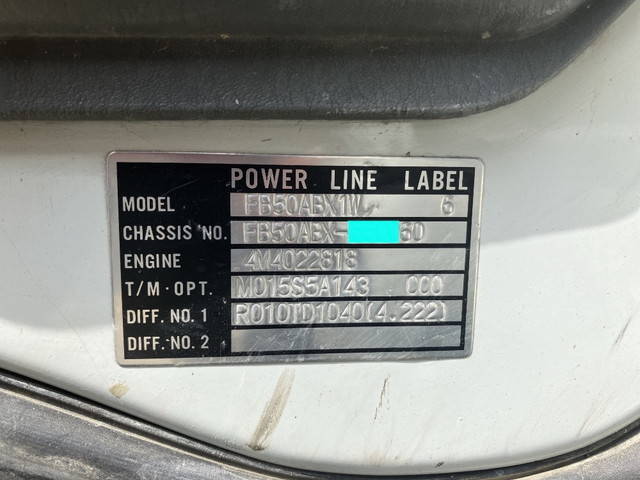 POWER LINE LABEL
MODEL FB50ABX1W 6
CHASSIS NO. FB50ABX- 60
ENGINE 4M4022818
T/M·OPT. M015S5A143 000
DIFF. NO. 1 R010TD1040(4.222)
DIFF. NO. 2